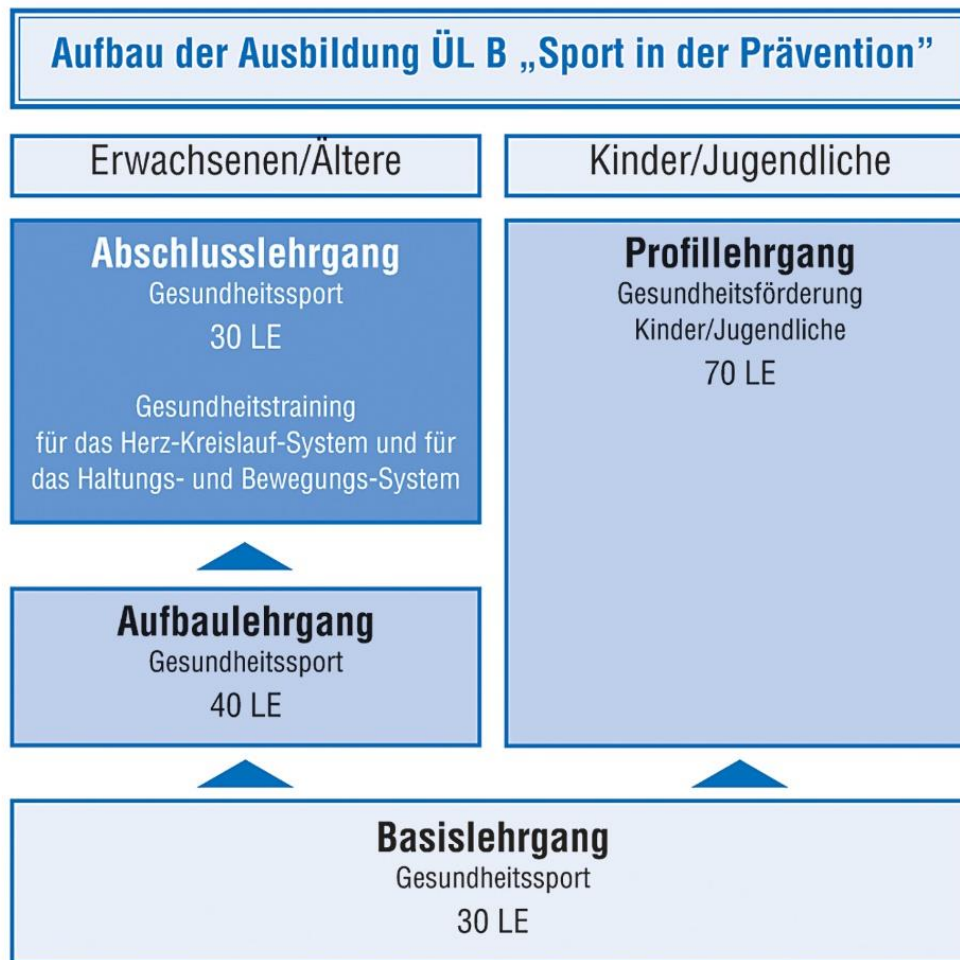 Aufbau der Ausbildung ÜL B „Sport in der Prävention”
Erwachsenen/Ältere
Abschlusslehrgang
Gesundheitssport
30 LE
Gesundheitstraining
für das Herz-Kreislauf-System und für
das Haltungs- und Bewegungs-System
Aufbaulehrgang
Gesundheitssport
40 LE
Kinder/Jugendliche
Profillehrgang
Gesundheitsförderung
Kinder/Jugendliche
70 LE
Basislehrgang
Gesundheitssport
30 LE